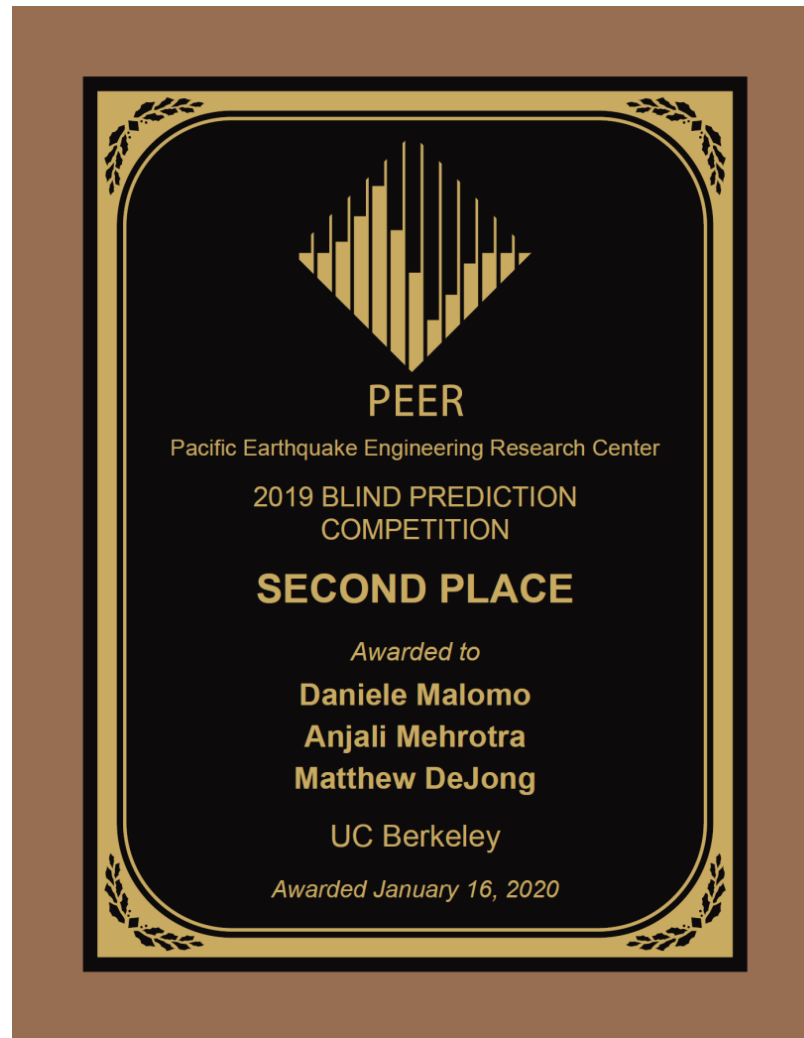 PEER
Pacific Earthquake Engineering Research Center
2019 BLIND PREDICTION
COMPETITION
SECOND PLACE
Awarded to
Daniele Malomo
Anjali Mehrotra
Matthew DeJong
UC Berkeley
Awarded January 16, 2020